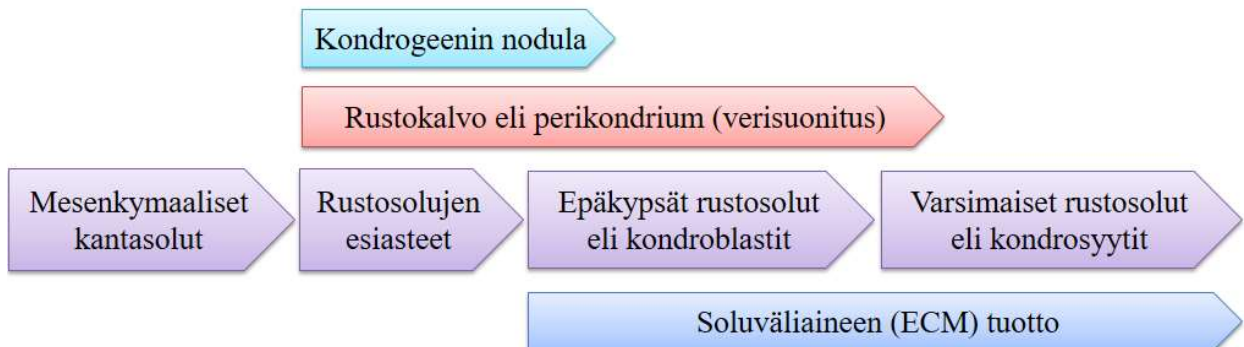 Kondrogeenin nodula
Rustokalvo eli perikondrium (verisuonitus)
Mesenkymaaliset
kantasolut
Rustosolujen
esiasteet
Epäkypsät rustosolut
eli kondroblastit
Varsimaiset rustosolut
eli kondrosyytit
Soluväliaineen (ECM) tuotto